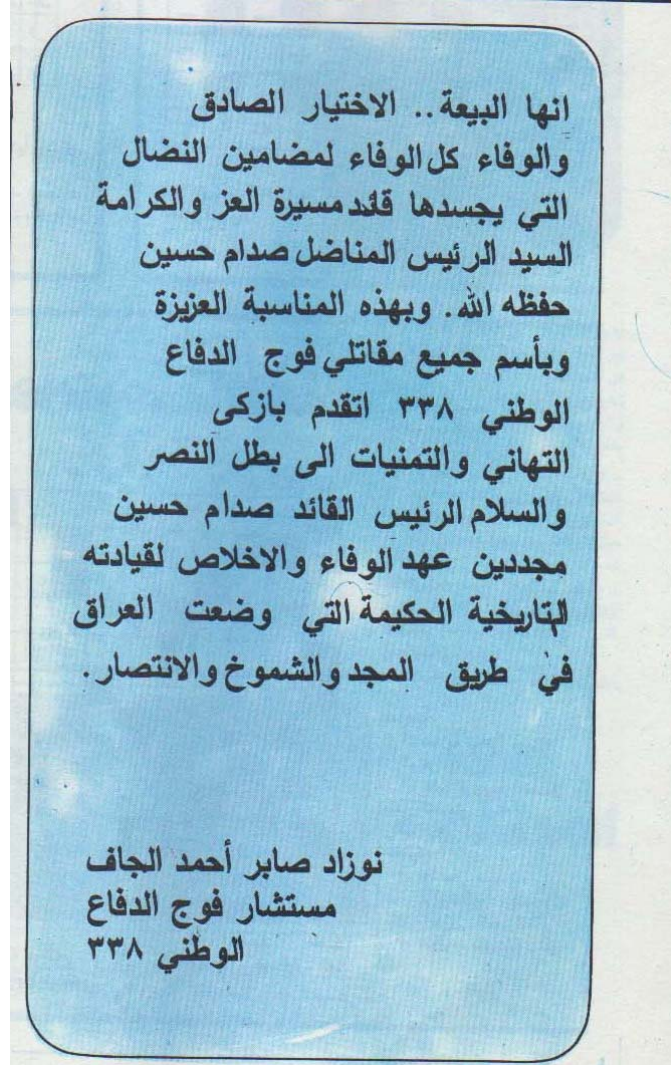 انها البيعة.. الاختيار الصادق
والوفاء كل الوفاء لمضامين النضال
التي يجسدها قائد مسيرة العز والكرامة
السيد الرئيس المناضل صدام حسين
حفظه الله. وبهذه المناسبة العزيزة
وبأسم جميع مقاتلي فوج الدفاع
الوطني ٣٣٨ اتقدم بازكى
التهاني والتمنيات الى بطل النصر
والسلام الرئيس القائد صدام حسين
مجددين عهد الوفاء والاخلاص لقيادته
التاريخية الحكيمة التي وضعت العراق
في طريق المجد والشموخ والانتصار.
نوزاد صابر أحمد الجاف
مستشار فوج الدفاع
الوطني ٣٣٨